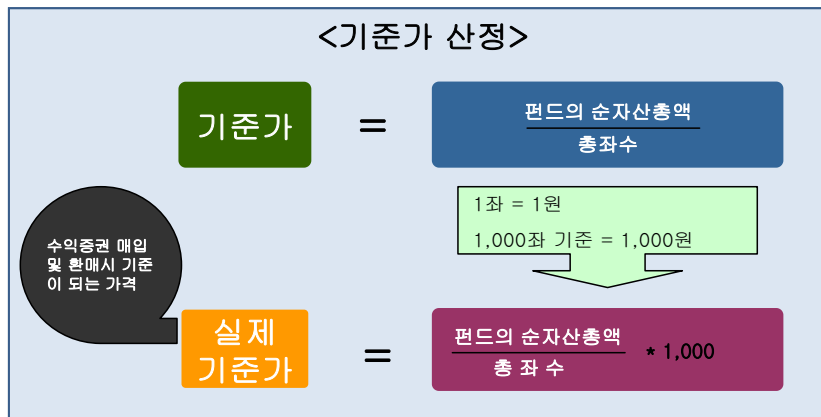 <기준가 산정>
기준가 = 펀드의 순자산총액
총좌수
1좌 = 1원
1,000좌 기준 = 1,000원
수익증권 매입
및 환매시 기준
이 되는 가격
실제
기준가 = 펀드의 순자산총액 * 1,000
총 좌 수